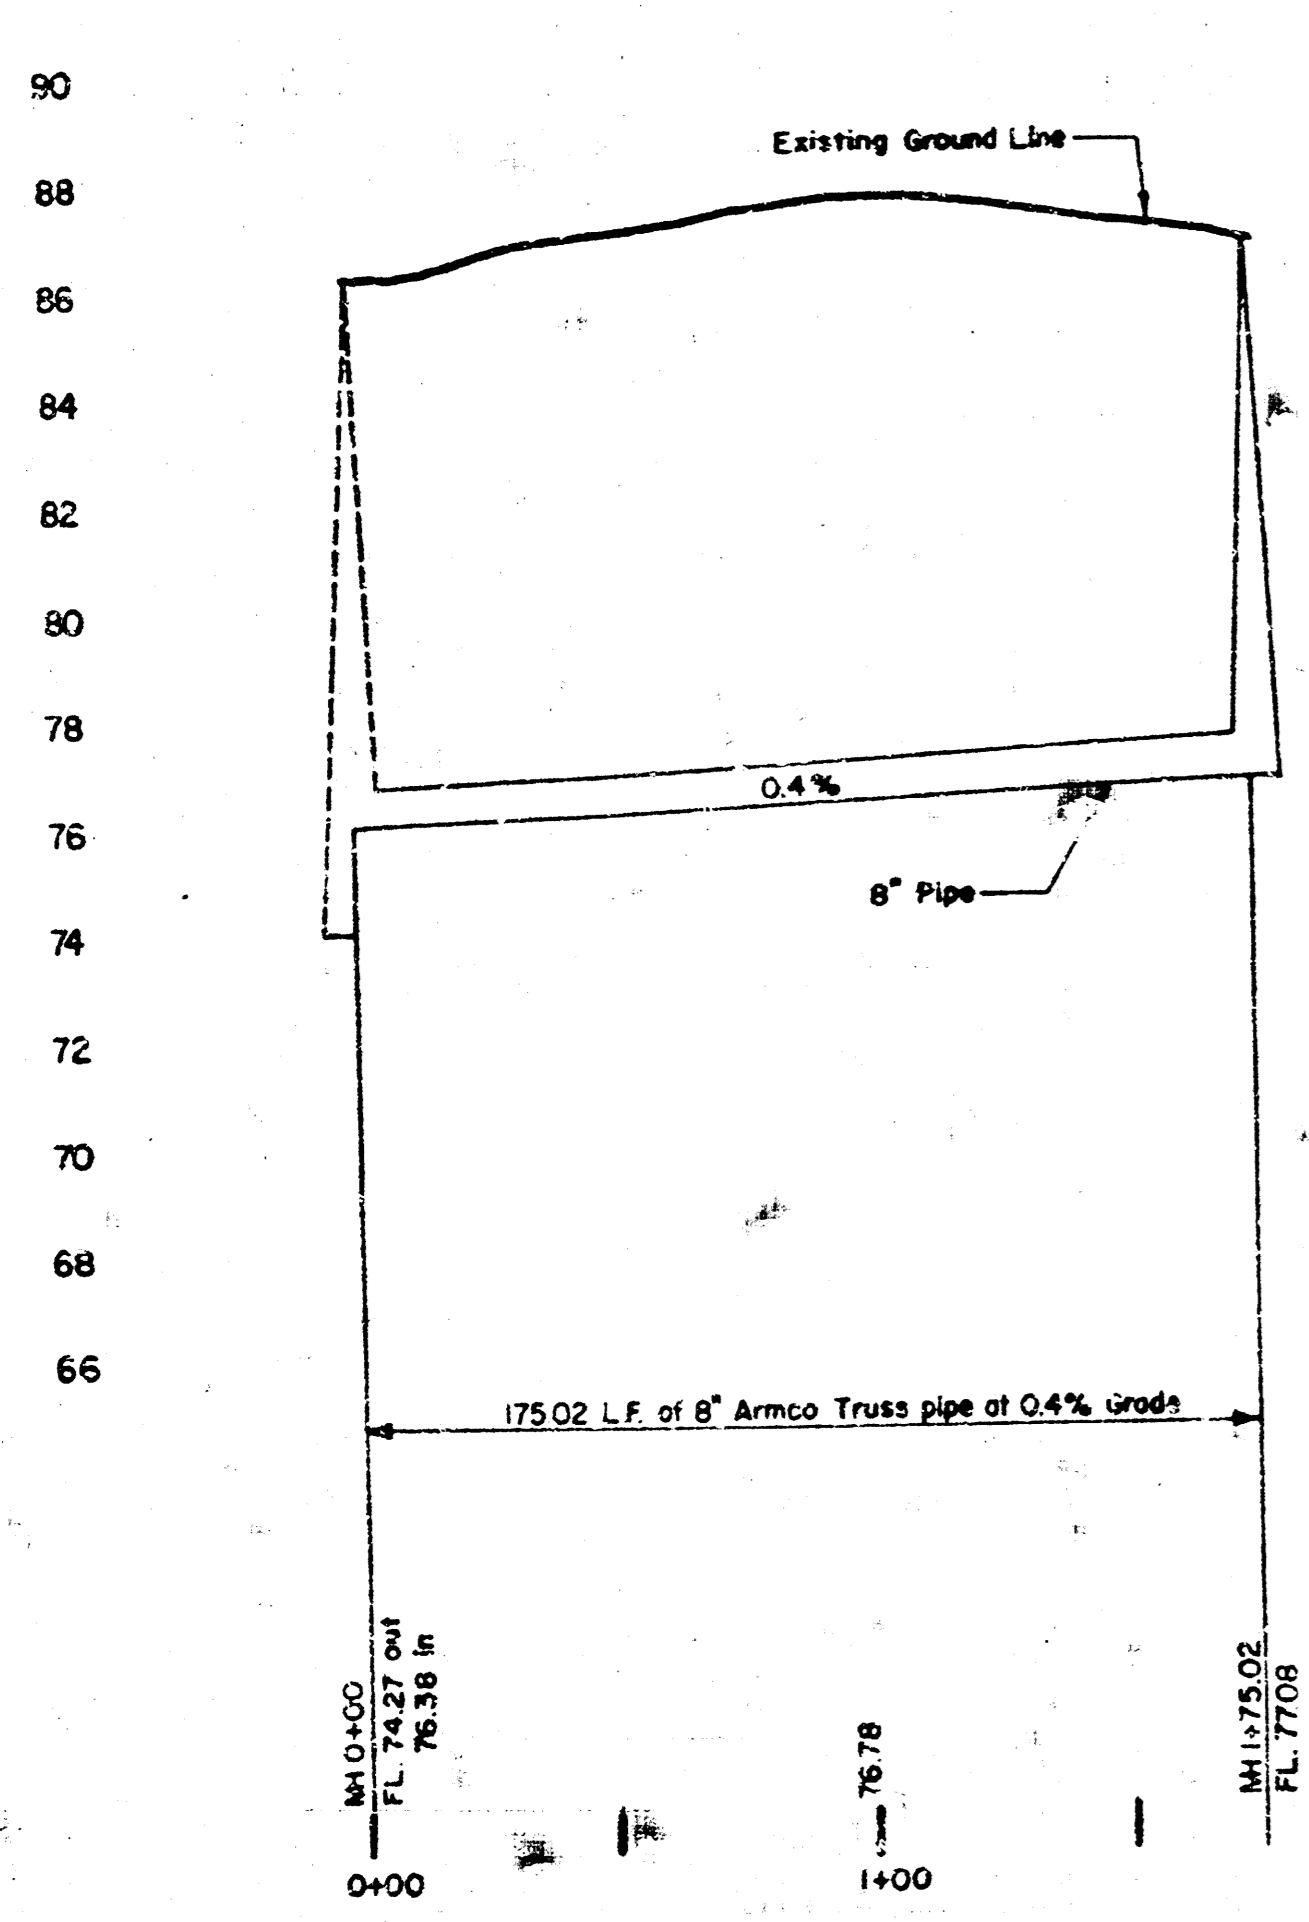 90
Existing Ground Line
88
86
84
82
80
78
0.4%
76
8" Pipe
74
72
70
68
66
175.02 L.F. of 8" Armco Truss pipe at 0.4% Grade
MH 0+00
FL. 74.27 out
76.38 in
76.78
MH 1+75.02
FL. 77.08
0+00
1+00